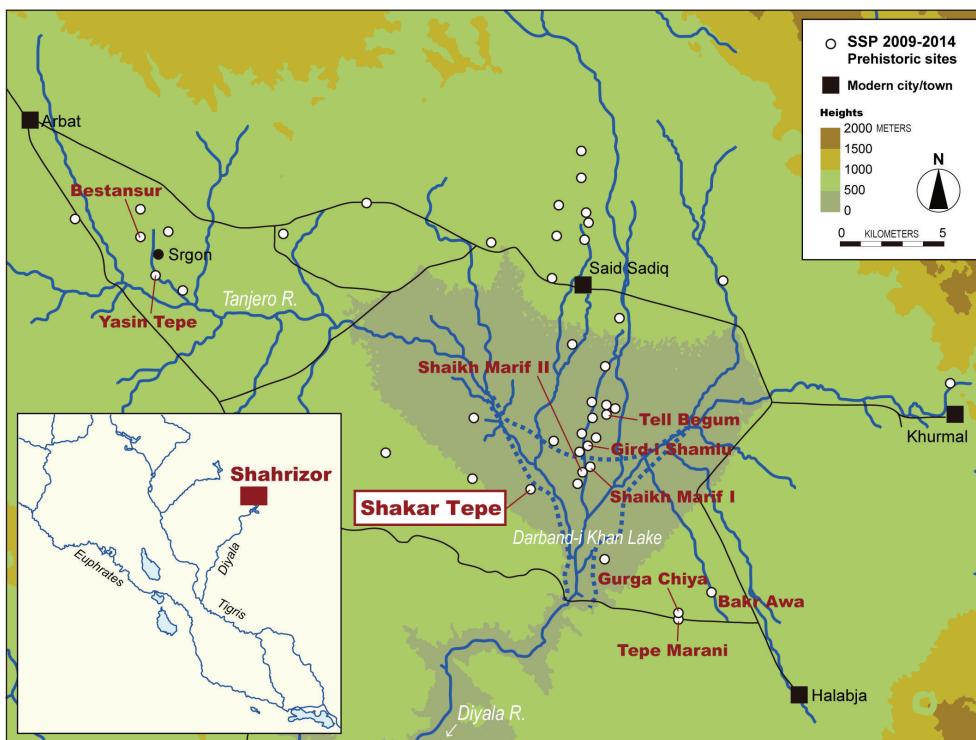 SSP 2009-2014
Prehistoric sites
Modern city/town
Heights
2000 METERS
1500
1000
500
0
N
0 KILOMETERS 5
Arbat
Bestansur
Srgon
Yasin Tepe
Tanjero R.
Said Sadiq
Shaikh Marif II
Tell Begum
Gird-i Shamlu
Khurmal
Shaikh Marif I
Shakar Tepe
Darband-i Khan Lake
Gurga Chiya
Bakr Awa
Tepe Marani
Halabja
Diyala R.
Shahrizor
Diyala
Euphrates
Tigris